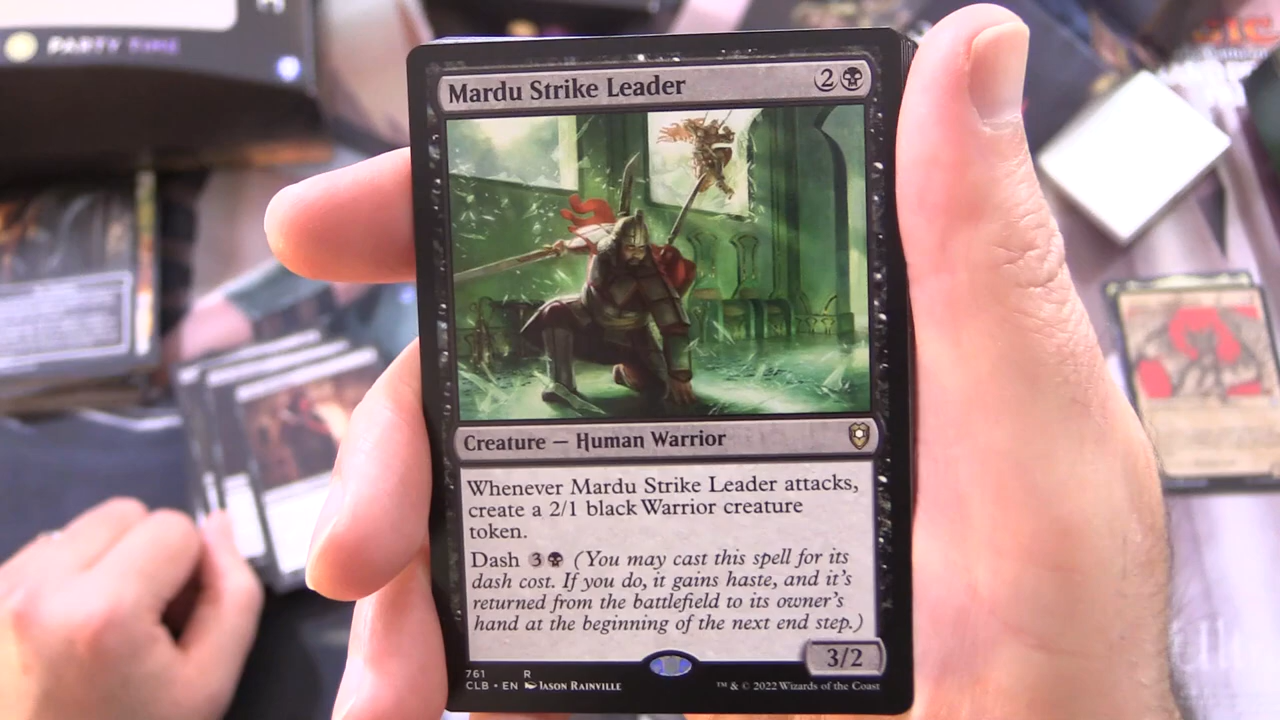 PARTY TIME
Mardu Strike Leader 2
Creature — Human Warrior
Whenever Mardu Strike Leader attacks,
create a 2/1 black Warrior creature
token.
Dash 3 (You may cast this spell for its
dash cost. If you do, it gains haste, and it's
returned from the battlefield to its owner's
hand at the beginning of the next end step.)
3/2
761 R
CLB • EN Jason Rainville
™ & © 2022 Wizards of the Coast